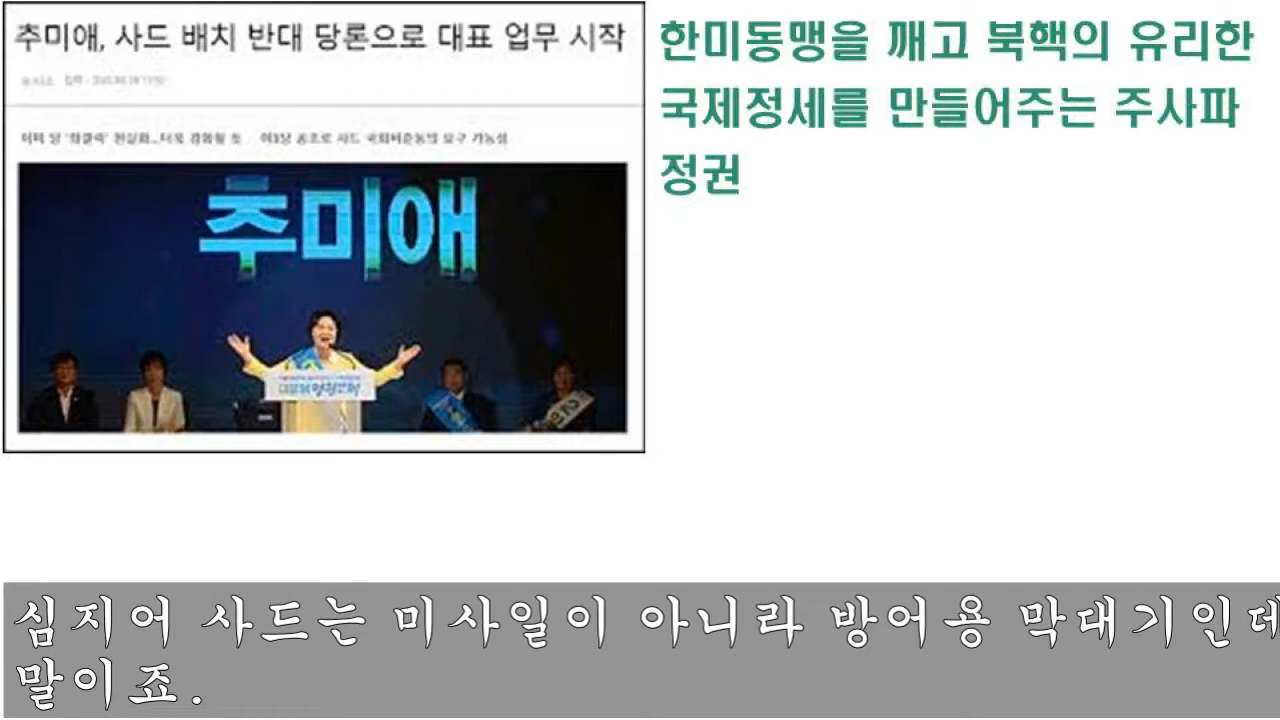 추미애, 사드 배치 반대 당론으로 대표 업무 시작
추미애
한미동맹을 깨고 북핵의 유리한
국제정세를 만들어주는 주사파
정권
심지어 사드는 미사일이 아니라 방어용 막대기인데
말이죠.